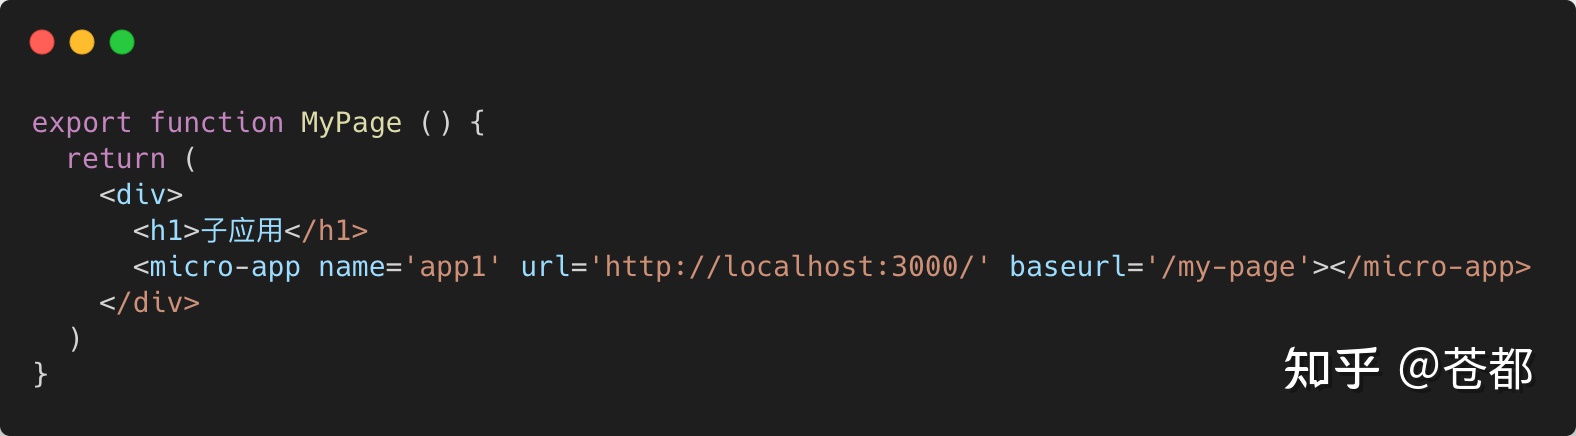 export function MyPage () {
  return (
    <div>
      <h1>子应用</h1>
      <micro-app name='app1' url='http://localhost:3000/' baseurl='/my-page'></micro-app>
    </div>
  )
}
知乎 @苍都